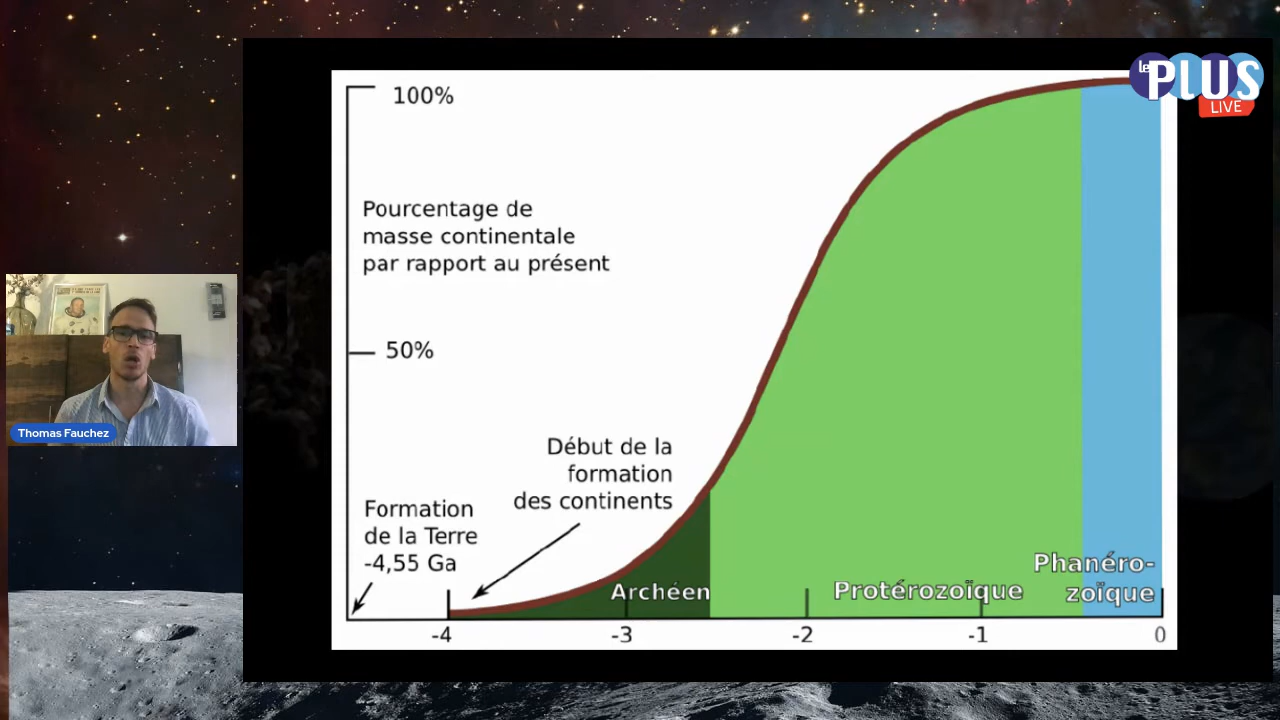 le PLUS
LIVE
100%
Pourcentage de
masse continentale
par rapport au présent
50%
Début de la
formation
des continents
Formation
de la Terre
-4,55 Ga
Archéen
Protérozoïque
Phanéro-
zoïque
-4
-3
-2
-1
0
Thomas Fauchez